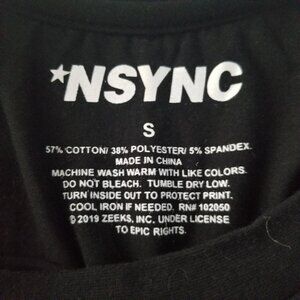 *NSYNC
S
57% COTTON/ 38% POLYESTER/ 5% SPANDEX.
MADE IN CHINA
MACHINE WASH WARM WITH LIKE COLORS.
DO NOT BLEACH. TUMBLE DRY LOW.
TURN INSIDE OUT TO PROTECT PRINT.
COOL IRON IF NEEDED. RN# 102050
© 2019 ZEEKS, INC. UNDER LICENSE
TO EPIC RIGHTS.